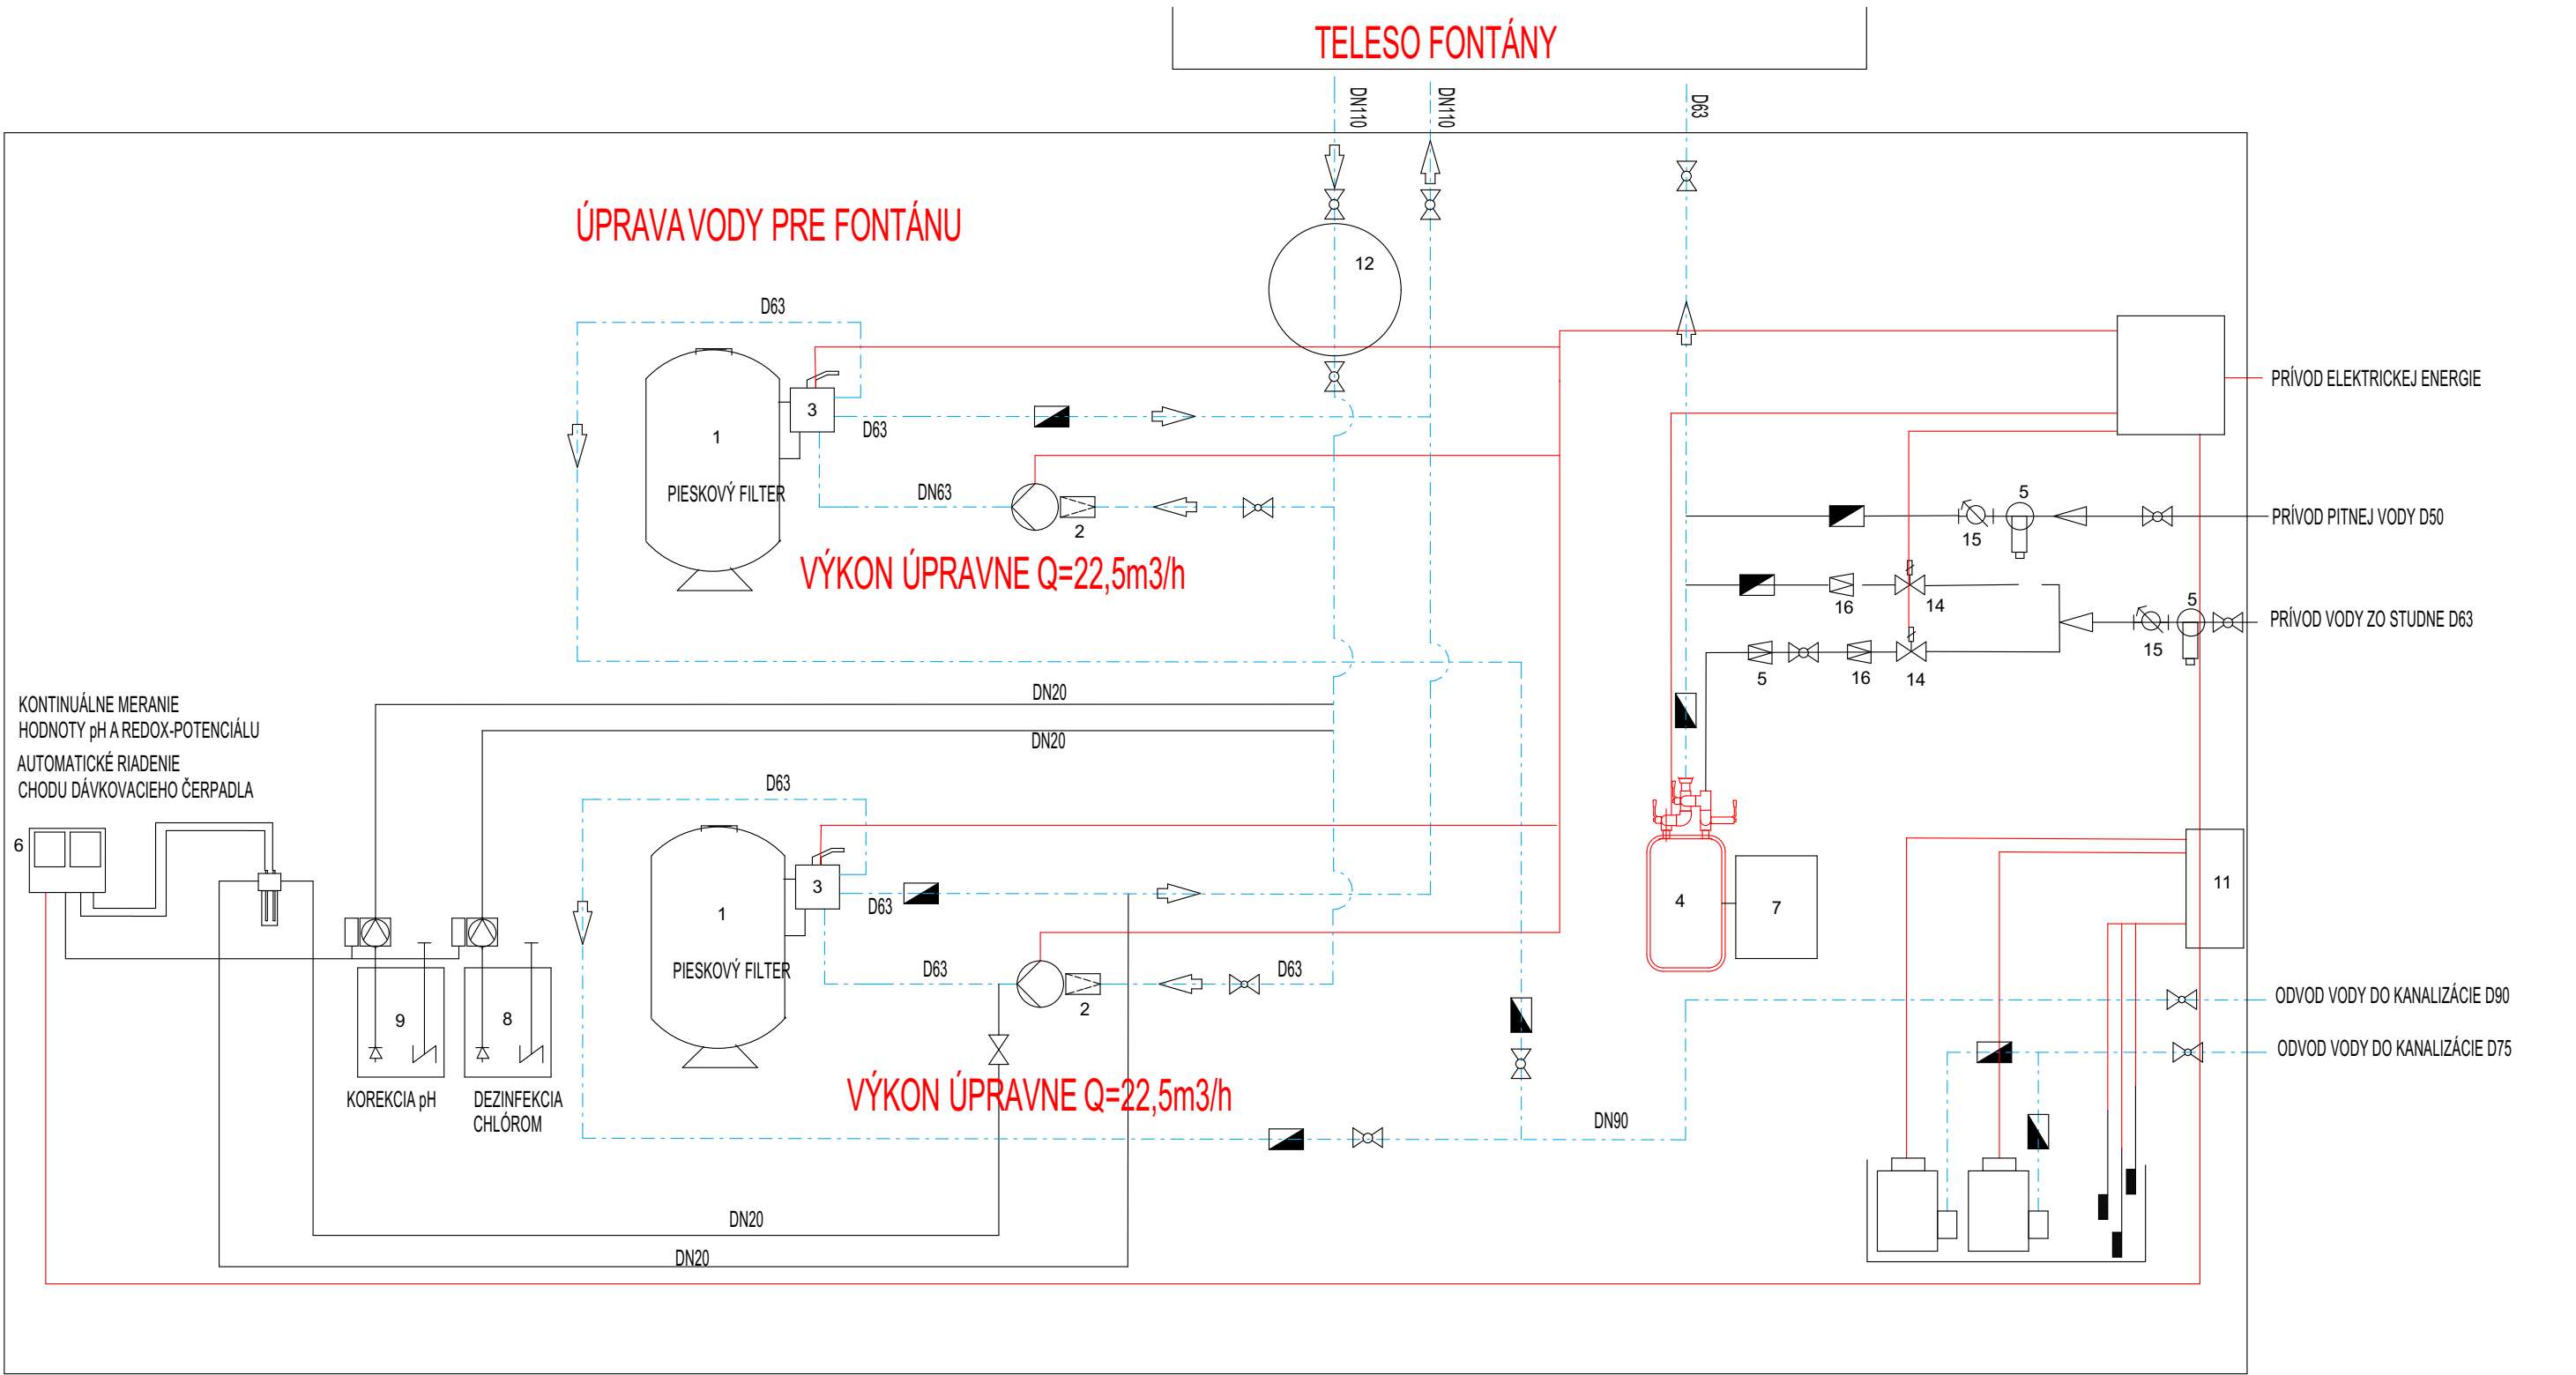 TELESO FONTÁNY
DN110
DN110
D63
ÚPRAVA VODY PRE FONTÁNU
12
D63
PRÍVOD ELEKTRICKEJ ENERGIE
3
D63
1
PIESKOVÝ FILTER
DN63
2
5
15
PRÍVOD PITNEJ VODY D50
VÝKON ÚPRAVNE Q=22,5m3/h
16
14
5
PRÍVOD VODY ZO STUDNE D63
15
5
16
14
KONTINUÁLNE MERANIE
HODNOTY pH A REDOX-POTENCIÁLU
AUTOMATICKÉ RIADENIE
CHODU DÁVKOVACIEHO ČERPADLA
DN20
DN20
D63
6
3
D63
1
PIESKOVÝ FILTER
D63
2
D63
4
7
11
9
8
KOREKCIA pH
DEZINFEKCIA
CHLÓROM
VÝKON ÚPRAVNE Q=22,5m3/h
DN90
ODVOD VODY DO KANALIZÁCIE D90
ODVOD VODY DO KANALIZÁCIE D75
DN20
DN20